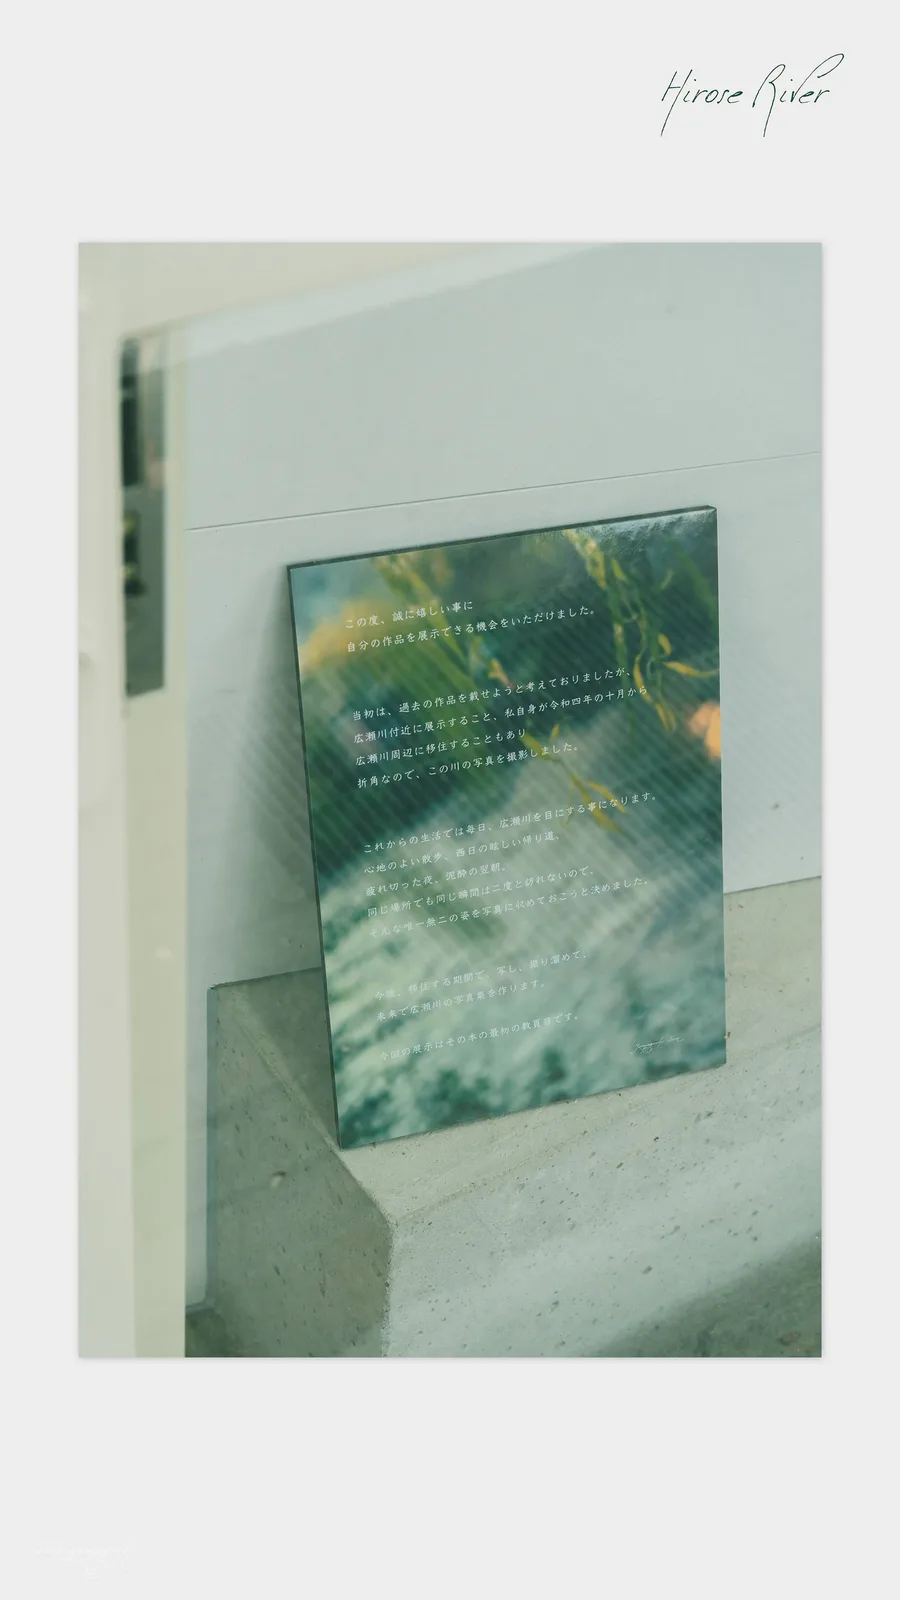 Hirose River
この度、誠に嬉しい事に
自分の作品を展示できる機会をいただけました。
当初は、過去の作品を載せようと考えておりましたが、
広瀬川付近に展示すること、私自身が令和四年の十月から
広瀬川周辺に移住することもあり
折角なので、この川の写真を撮影しました。
これからの生活では毎日、広瀬川を目にする事になります。
心地のよい散歩、西日の眩しい帰り道、
疲れ切った夜、泥酔の翌朝、
同じ場所でも同じ瞬間は二度と訪れないので、
そんな唯一無二の姿を写真に収めておこうと決めました。
今後、移住する期間で、写し、撮り溜めて、
未来で広瀬川の写真集を作ります。
今回の展示はその本の最初の数頁目です。